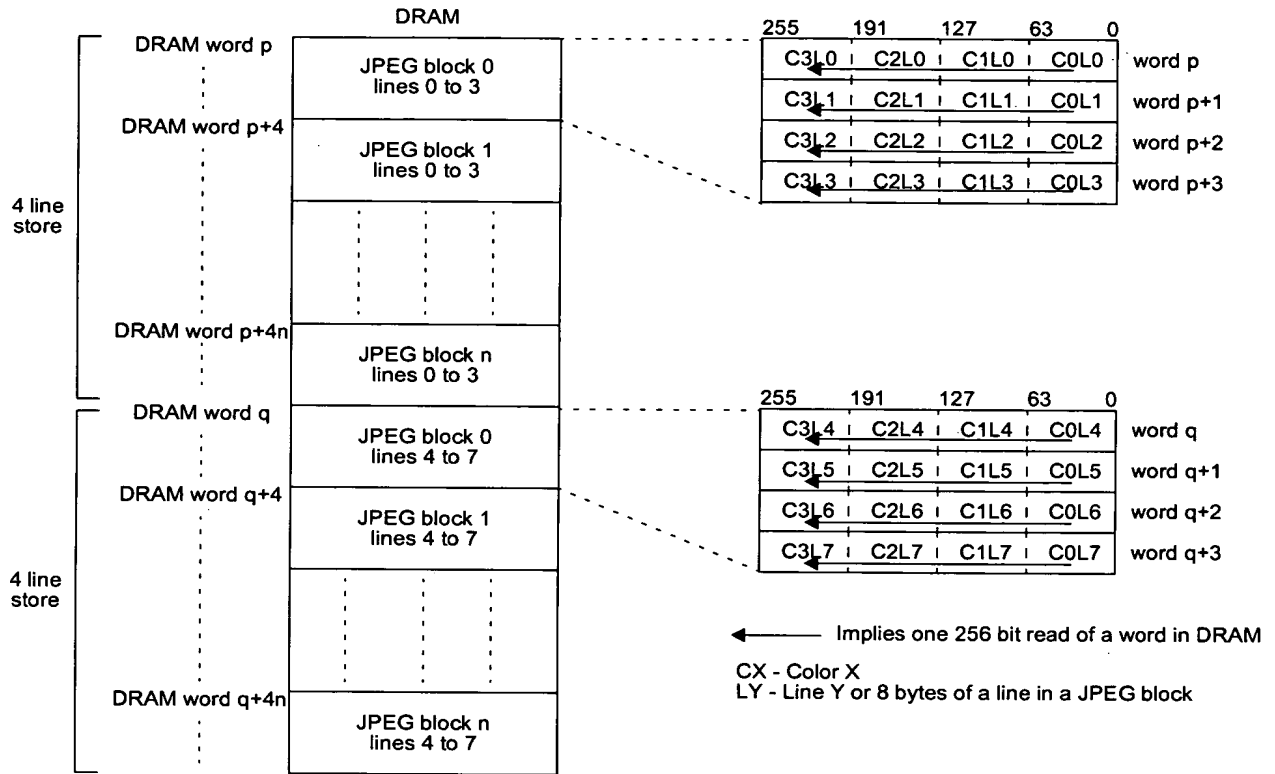 DRAM
DRAM word p
JPEG block 0
lines 0 to 3
DRAM word p+4
JPEG block 1
lines 0 to 3
4 line
store
DRAM word p+4n
JPEG block n
lines 0 to 3
DRAM word q
JPEG block 0
lines 4 to 7
DRAM word q+4
JPEG block 1
4 to 7
4 line
store
DRAM word q+4n
JPEG block n
lines 4 to 7
255 191 127 63 0
C3L0 C2L0 C1L0 C0L0 word p
C3L1 C2L1 C1L1 C0L1 word p+1
C3L2 C2L2 C1L2 C0L2 word p+2
C3L3 C2L3 C1L3 C0L3 word p+3
255 191 127 63 0
C3L4 C2L4 C1L4 C0L4 word q
C3L5 C2L5 C1L5 C0L5 word q+1
C3L6 C2L6 C1L6 C0L6 word q+2
C3L7 C2L7 C1L7 C0L7 word q+3
Implies one 256 bit read of a word in DRAM
CX - Color X
LY - Line Y or 8 bytes of a line in a JPEG block